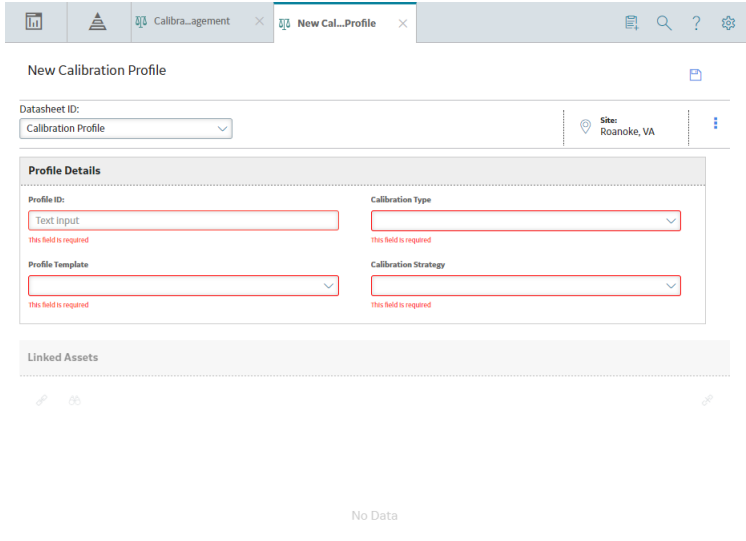 Calibra...agement
New Cal...Profile
New Calibration Profile
Datasheet ID:
Calibration Profile
Site:
Roanoke, VA
Profile Details
Profile ID:
Calibration Type
Text input
This field is required
This field is required
Profile Template
Calibration Strategy
This field is required
This field is required
Linked Assets
No Data